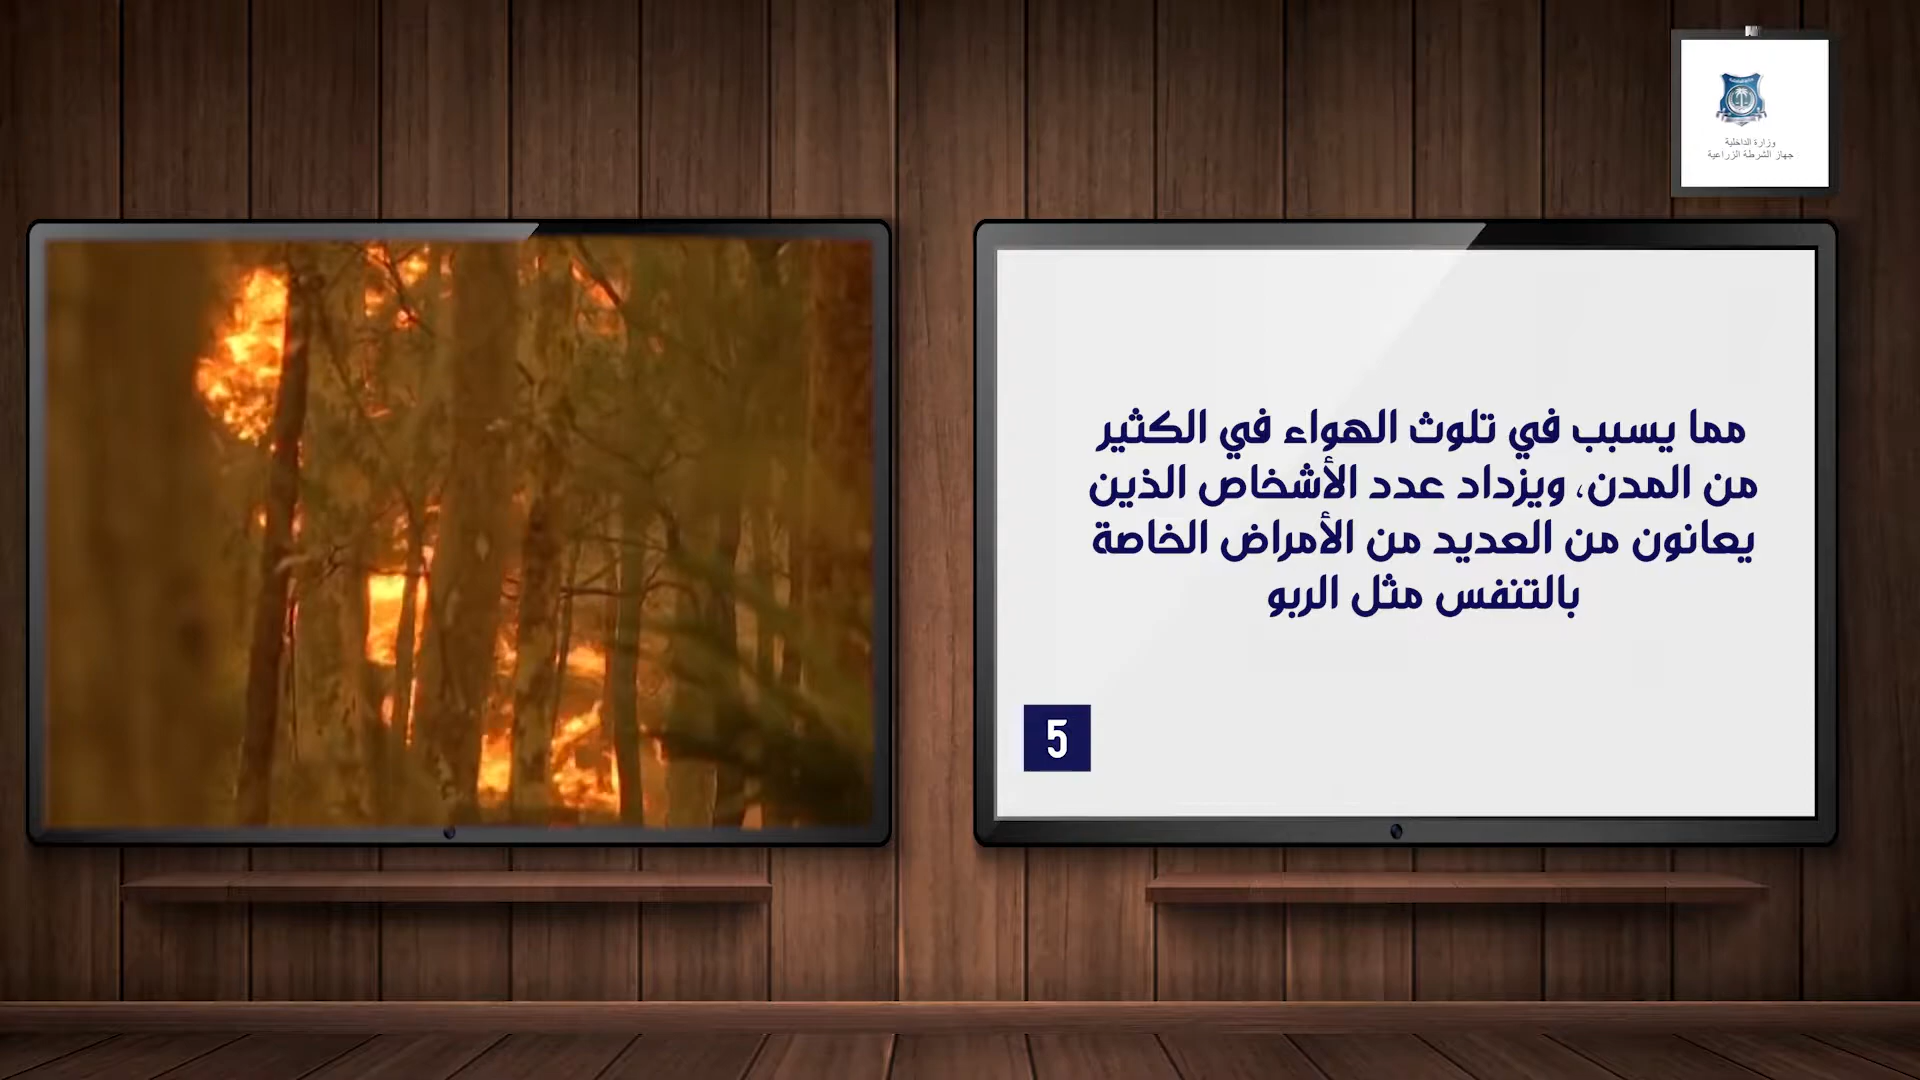 وزارة الداخلية
جهاز الشرطة الزراعية
مما يسبب في تلوث الهواء في الكثير
من المدن، ويزداد عدد الأشخاص الذين
يعانون من العديد من الأمراض الخاصة
بالتنفس مثل الربو
5